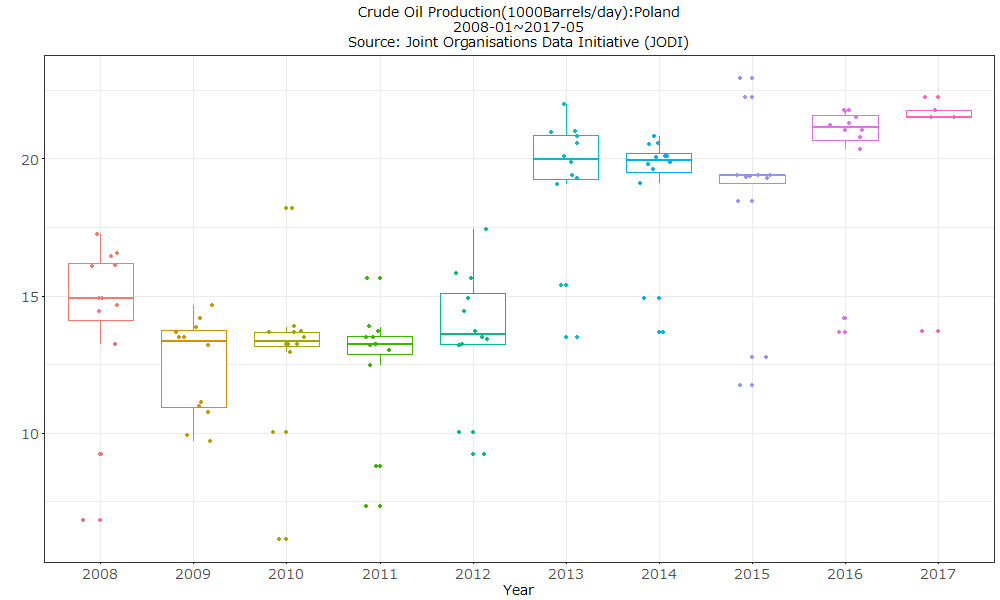 Crude Oil Production(1000Barrels/day):Poland
2008-01~2017-05
Source: Joint Organisations Data Initiative (JODI)
20
15
10
2008 2009 2010 2011 2012 2013 2014 2015 2016 2017
Year